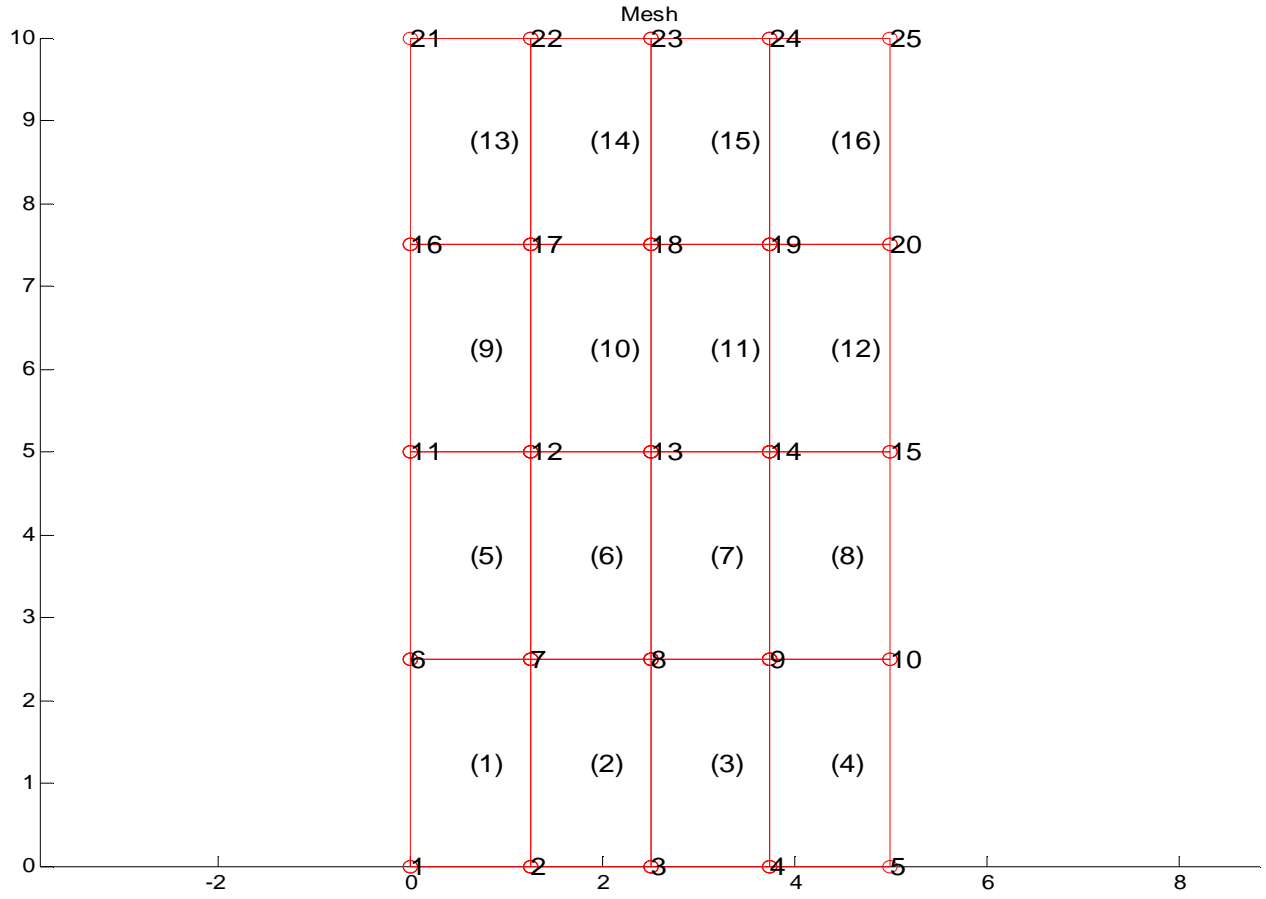 Mesh
10 21 22 23 24 25
9
(13) (14) (15) (16)
8
16 17 18 19 20
7
(9) (10) (11) (12)
6
5 11 12 13 14 15
4
(5) (6) (7) (8)
3
6 7 8 9 10
2
(1) (2) (3) (4)
1
0 1 2 3 4 5
-2 0 2 4 6 8